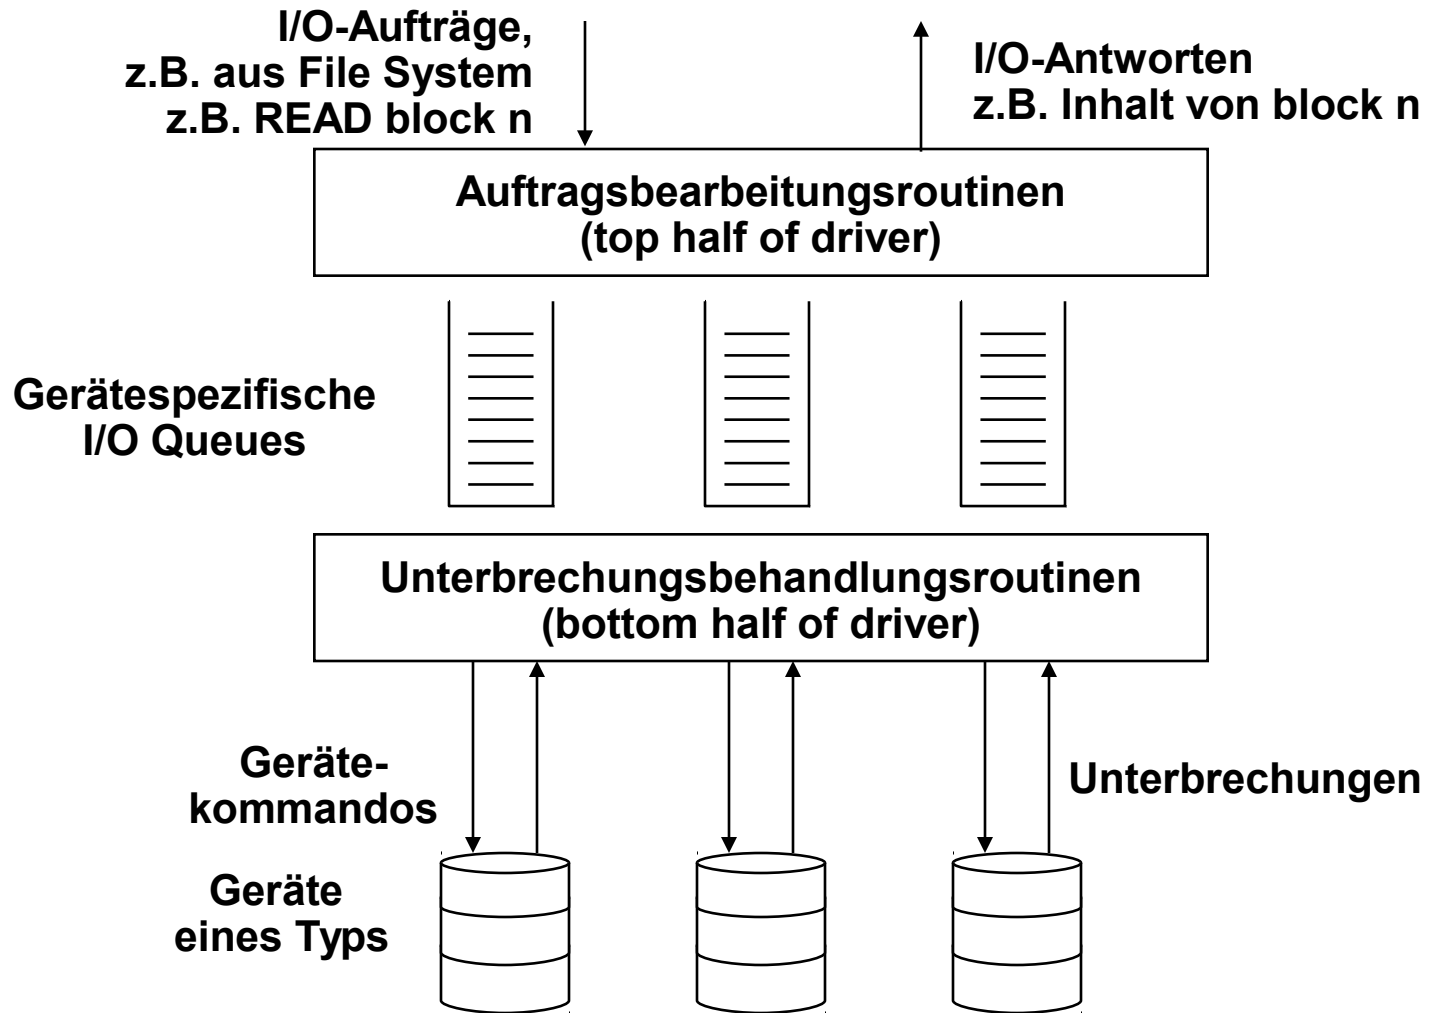 I/O-Aufträge,
z.B. aus File System
z.B. READ block n
I/O-Antworten
z.B. Inhalt von block n
Auftragsbearbeitungsroutinen
(top half of driver)
Gerätespezifische
I/O Queues
Unterbrechungsbehandlungsroutinen
(bottom half of driver)
Geräte-
kommandos
Unterbrechungen
Geräte
eines Typs